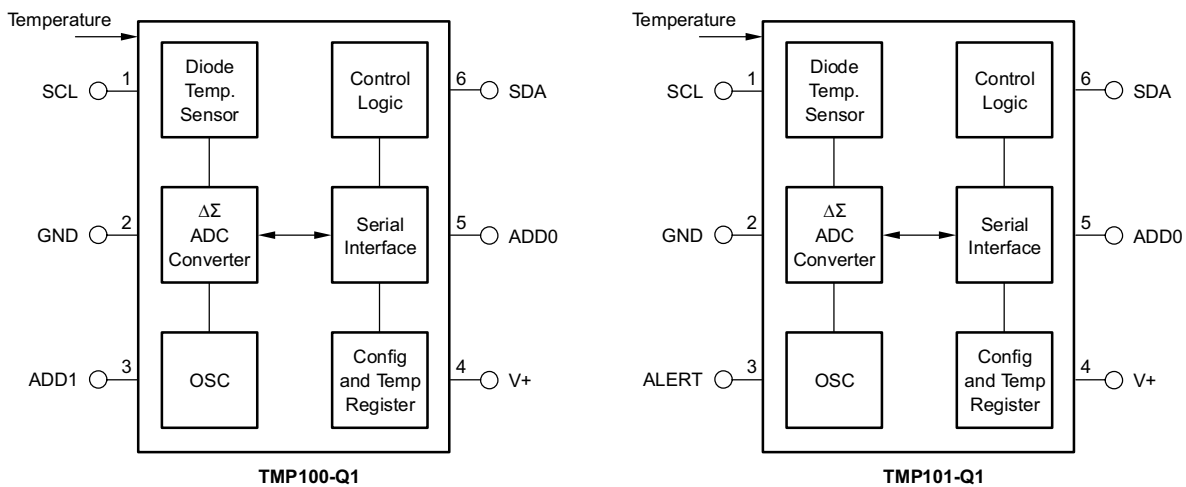 Temperature
SCL
1
GND
2
ADD1
3
Diode
Temp.
Sensor
ΔΣ
ADC
Converter
OSC
Control
Logic
Serial
Interface
Config
and Temp
Register
6
SDA
5
ADD0
4
V+
TMP100-Q1
Temperature
SCL
1
GND
2
ALERT
3
Diode
Temp.
Sensor
ΔΣ
ADC
Converter
OSC
Control
Logic
Serial
Interface
Config
and Temp
Register
6
SDA
5
ADD0
4
V+
TMP101-Q1